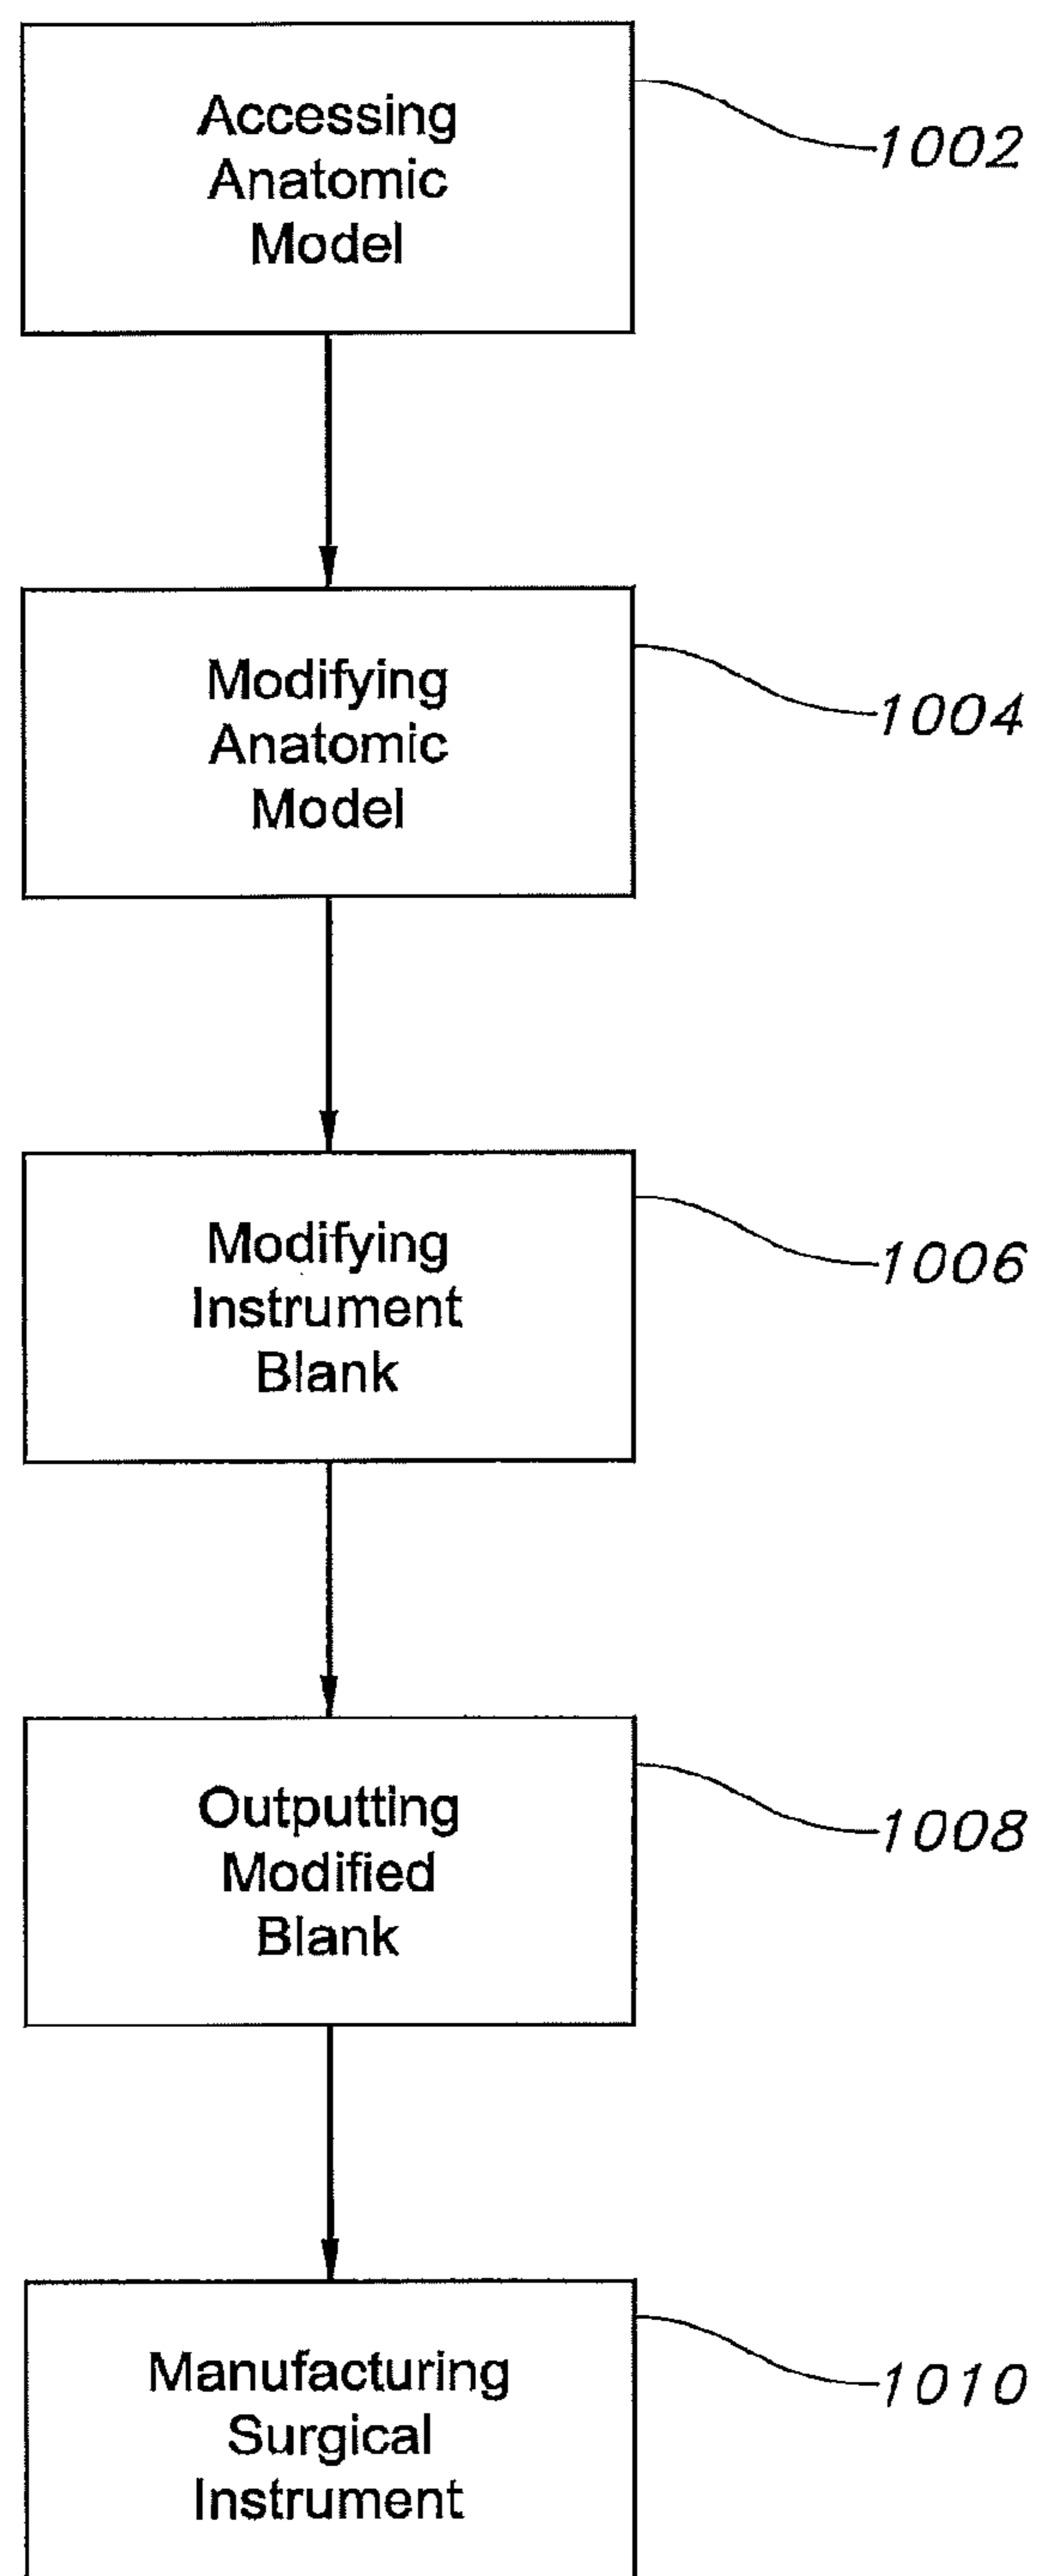 Accessing
Anatomic
Model
1002
Modifying
Anatomic
Model
1004
Modifying
Instrument
Blank
1006
Outputting
Modified
Blank
1008
Manufacturing
Surgical
Instrument
1010